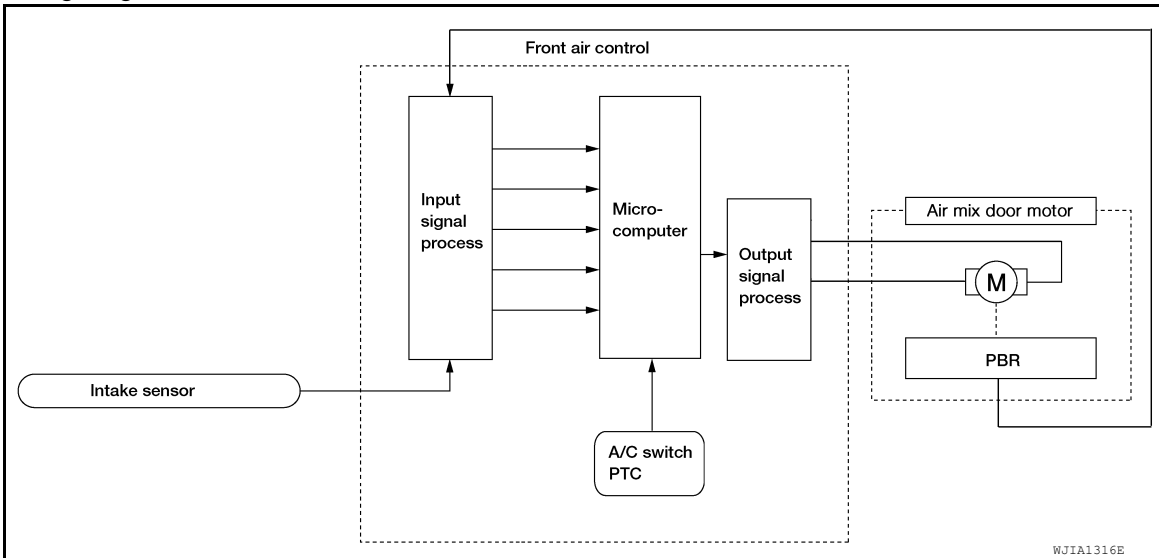 Front air control
Input
signal
process
Micro-
computer
Output
signal
process
Air mix door motor
M
PBR
Intake sensor
A/C switch
PTC
WJIA1316E